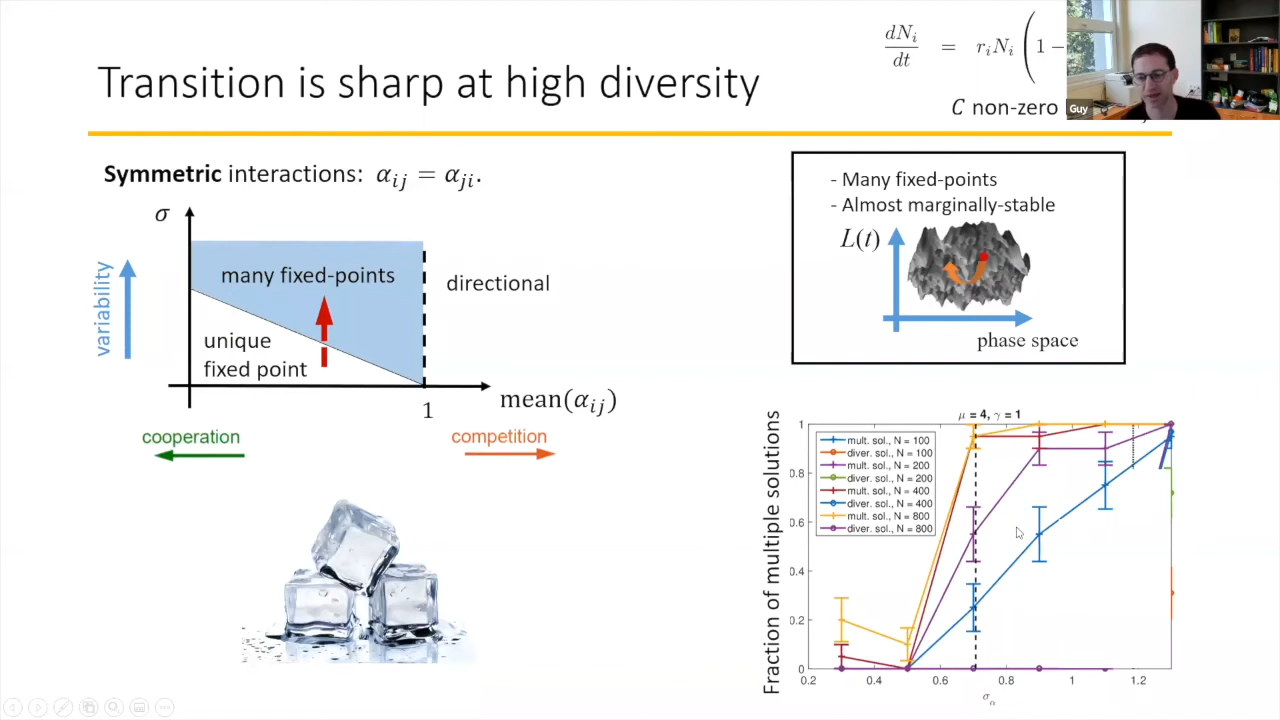 Transition is sharp at high diversity
dN_i/dt = r_i N_i ( 1 −
C non-zero
Guy
Symmetric interactions: α_ij = α_ji.
σ
variability
many fixed-points
directional
unique
fixed point
1
mean(α_ij)
cooperation
competition
- Many fixed-points
- Almost marginally-stable
L(t)
phase space
μ = 4, γ = 1
Fraction of multiple solutions
mult. sol., N = 100
diver. sol., N = 100
mult. sol., N = 200
diver. sol., N = 200
mult. sol., N = 400
diver. sol., N = 400
mult. sol., N = 800
diver. sol., N = 800
1
0.8
0.6
0.4
0.2
0
0.2 0.4 0.6 0.8 1 1.2
σ_α